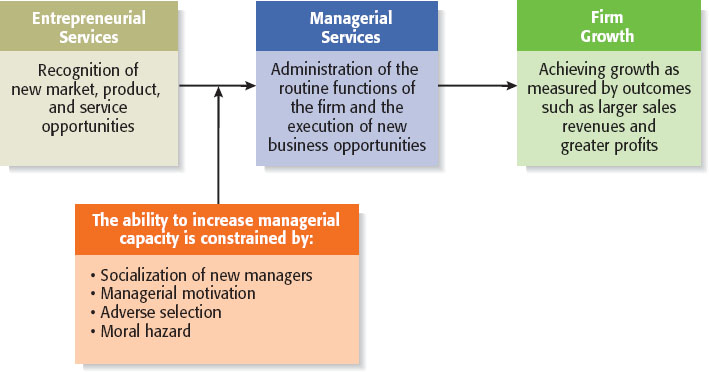 Entrepreneurial
Services
Recognition of
new market, product,
and service
opportunities
Managerial
Services
Administration of the
routine functions of
the firm and the
execution of new
business opportunities
Firm
Growth
Achieving growth as
measured by outcomes
such as larger sales
revenues and
greater profits
The ability to increase managerial
capacity is constrained by:
• Socialization of new managers
• Managerial motivation
• Adverse selection
• Moral hazard